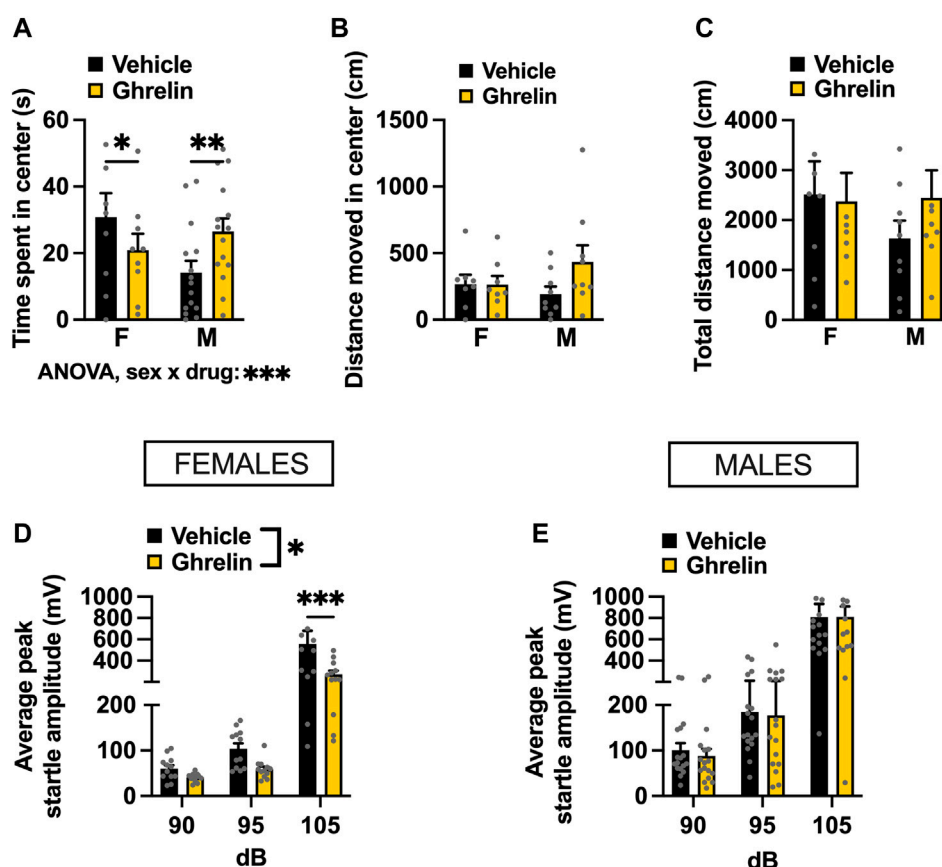 A
Vehicle
Ghrelin
Time spent in center (s)
60
40
20
0
*
**
F
M
ANOVA, sex x drug: ***
B
Vehicle
Ghrelin
Distance moved in center (cm)
1500
1000
500
0
F
M
C
Vehicle
Ghrelin
Total distance moved (cm)
4000
3000
2000
1000
0
F
M
FEMALES
MALES
D
Vehicle
Ghrelin
*
Average peak
startle amplitude (mV)
1000
800
600
400
200
100
0
***
90
95
105
dB
E
Vehicle
Ghrelin
Average peak
startle amplitude (mV)
1000
800
600
400
200
100
0
90
95
105
dB